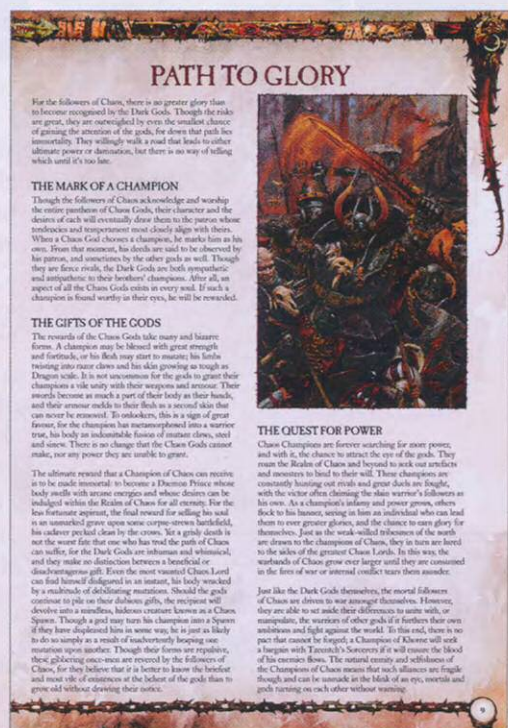 PATH TO GLORY
For the followers of Chaos, there is no greater glory than
to become recognised by the Dark Gods. Though the risks
are great, they are outweighed by even the smallest chance
of gaining the attention of the gods, for down that path lies
immortality. They willingly walk a road that leads to either
ultimate power or damnation, but there is no way of telling
which until it's too late.
THE MARK OF A CHAMPION
Though the followers of Chaos acknowledge and worship
the entire pantheon of Chaos Gods, their character and the
desires of each will eventually draw them to the patron whose
tendencies and temperament most closely align with theirs.
When a Chaos God chooses a champion, he marks him as his
own. From that moment, his deeds are said to be observed by
his patron, and sometimes by the other gods as well. Though
they are fierce rivals, the Dark Gods are both sympathetic
and antipathetic to their brothers' champions. After all, an
aspect of all the Chaos Gods exists in every soul. If such a
champion is found worthy in their eyes, he will be rewarded.
THE GIFTS OF THE GODS
The rewards of the Chaos Gods take many and bizarre
forms. A champion may be blessed with great strength
and fortitude, or his flesh may start to mutate; his limbs
twisting into razor claws and his skin growing as tough as
Dragon scale. It is not uncommon for the gods to grant their
champions a vile unity with their weapons and armour. Their
swords become as much a part of their body as their hands,
and their armour melds to their flesh as a second skin that
can never be removed. To onlookers, this is a sign of great
favour, for the champion has metamorphosed into a warrior
true, his body an indomitable fusion of mutant claws, steel
and sinew. There is no change that the Chaos Gods cannot
make, nor any power they are unable to grant.
The ultimate reward that a Champion of Chaos can receive
is to be made immortal: to become a Daemon Prince whose
body swells with arcane energies and whose desires can be
indulged within the Realm of Chaos for all eternity. For the
less fortunate aspirant, the final reward for selling his soul
is an unmarked grave upon some corpse-strewn battlefield,
his cadaver pecked clean by the crows. Yet a grisly death is
not the worst fate that one who has trod the path of Chaos
can suffer, for the Dark Gods are inhuman and whimsical,
and they make no distinction between a beneficial or
disadvantageous gift. Even the most vaunted Chaos Lord
can find himself disfigured in an instant, his body wracked
by a multitude of debilitating mutations. Should the gods
continue to pile on their dubious gifts, the recipient will
devolve into a mindless, hideous creature known as a Chaos
Spawn. Though a god may turn his champion into a Spawn
if they have displeased him in some way, he is just as likely
to do so simply as a result of inadvertently heaping one
mutation upon another. Though their forms are repulsive,
these gibbering once-men are revered by the followers of
Chaos, for they believe that it is better to know the briefest
and most vile of existences at the behest of the gods than to
grow old without drawing their notice.
THE QUEST FOR POWER
Chaos Champions are forever searching for more power,
and with it, the chance to attract the eye of the gods. They
roam the Realm of Chaos and beyond to seek out artefacts
and monsters to bind to their will. These champions are
constantly hunting out rivals and great duels are fought,
with the victor often claiming the slain warrior's followers as
his own. As a champion's infamy and power grows, others
flock to his banner, seeing in him an individual who can lead
them to ever greater glories, and the chance to earn glory for
themselves. Just as the weak-willed tribesmen of the north
are drawn to the champions of Chaos, they in turn are lured
to the sides of the greatest Chaos Lords. In this way, the
warbands of Chaos grow ever larger until they are consumed
in the fires of war or internal conflict tears them asunder.
Just like the Dark Gods themselves, the mortal followers
of Chaos are driven to war amongst themselves. However,
they are able to set aside their differences to unite with, or
manipulate, the warriors of other gods if it furthers their own
ambitions and fight against the world. To this end, there is no
pact that cannot be forged; a Champion of Khorne will seek
a bargain with Tzeentch's Sorcerers if it will ensure the blood
of his enemies flows. The natural enmity and selfishness of
the Champions of Chaos means that such alliances are fragile
though and can be unmade in the blink of an eye, mortals and
gods turning on each other without warning.
9